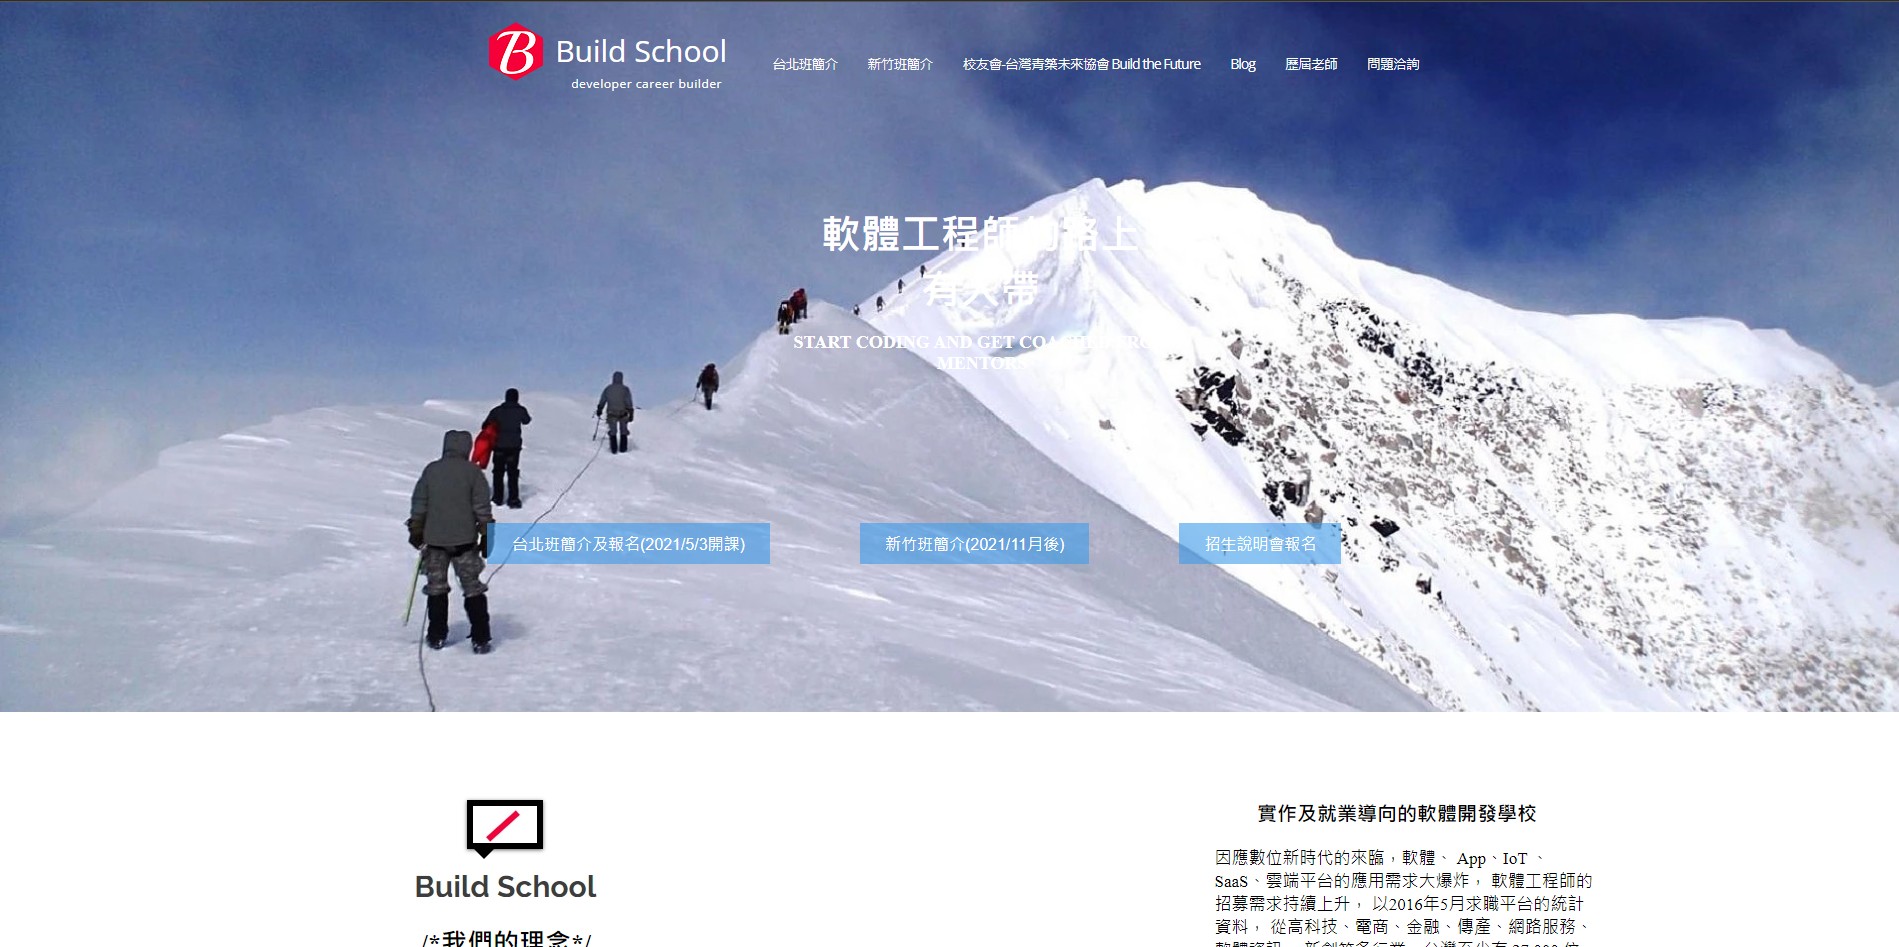 B Build School
developer career builder
台北班簡介
新竹班簡介
校友會-台灣青築未來協會 Build the Future
Blog
歷屆老師
問題洽詢
軟體工程師的路上
有人帶
START CODING AND GET COACHED FROM
MENTORS
台北班簡介及報名(2021/5/3開課)
新竹班簡介(2021/11月後)
招生說明會報名
Build School
/*我們的理念*/
實作及就業導向的軟體開發學校
因應數位新時代的來臨，軟體、 App、IoT 、
SaaS、雲端平台的應用需求大爆炸， 軟體工程師的
招募需求持續上升， 以2016年5月求職平台的統計
資料， 從高科技、電商、金融、傳產、網路服務、